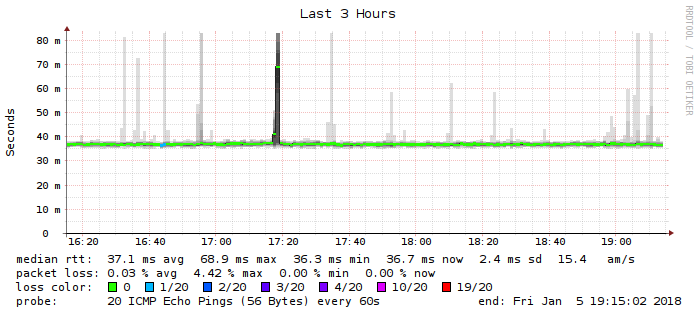 Last 3 Hours
RRDTOOL / TOBI OETIKER
Seconds
80 m
70 m
60 m
50 m
40 m
30 m
20 m
10 m
0
16:20 16:40 17:00 17:20 17:40 18:00 18:20 18:40 19:00
median rtt: 37.1 ms avg 68.9 ms max 36.3 ms min 36.7 ms now 2.4 ms sd 15.4 am/s
packet loss: 0.03 % avg 4.42 % max 0.00 % min 0.00 % now
loss color: 0 1/20 2/20 3/20 4/20 10/20 19/20
probe: 20 ICMP Echo Pings (56 Bytes) every 60s end: Fri Jan 5 19:15:02 2018